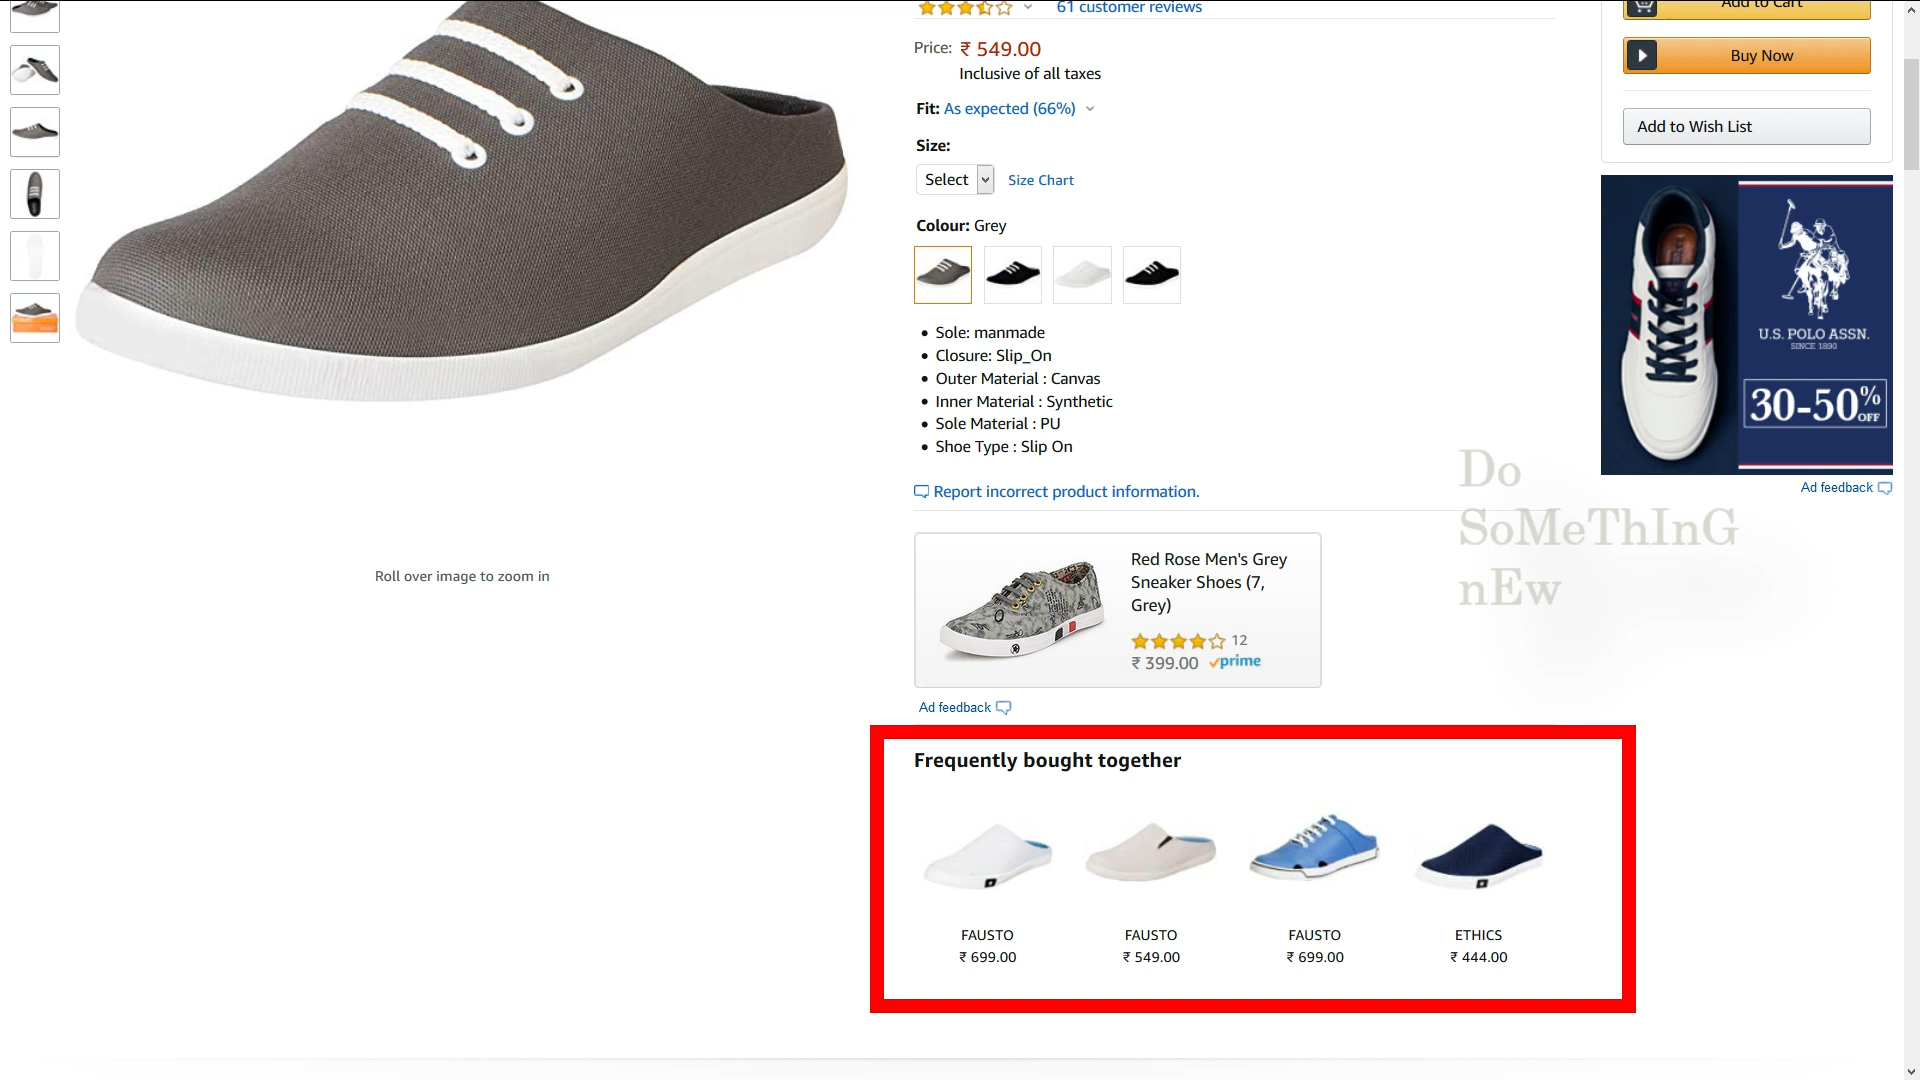 61 customer reviews
Price: ₹ 549.00
Inclusive of all taxes
Fit: As expected (66%)
Size:
Select Size Chart
Colour: Grey
Sole: manmade
Closure: Slip_On
Outer Material : Canvas
Inner Material : Synthetic
Sole Material : PU
Shoe Type : Slip On
Report incorrect product information.
Roll over image to zoom in
Red Rose Men's Grey
Sneaker Shoes (7,
Grey)
12
₹ 399.00 prime
Ad feedback
Frequently bought together
FAUSTO
₹ 699.00
FAUSTO
₹ 549.00
FAUSTO
₹ 699.00
ETHICS
₹ 444.00
Add to Cart
Buy Now
Add to Wish List
U.S. POLO ASSN.
SINCE 1890
30-50%
OFF
Ad feedback
Do
SoMeThInG
nEw